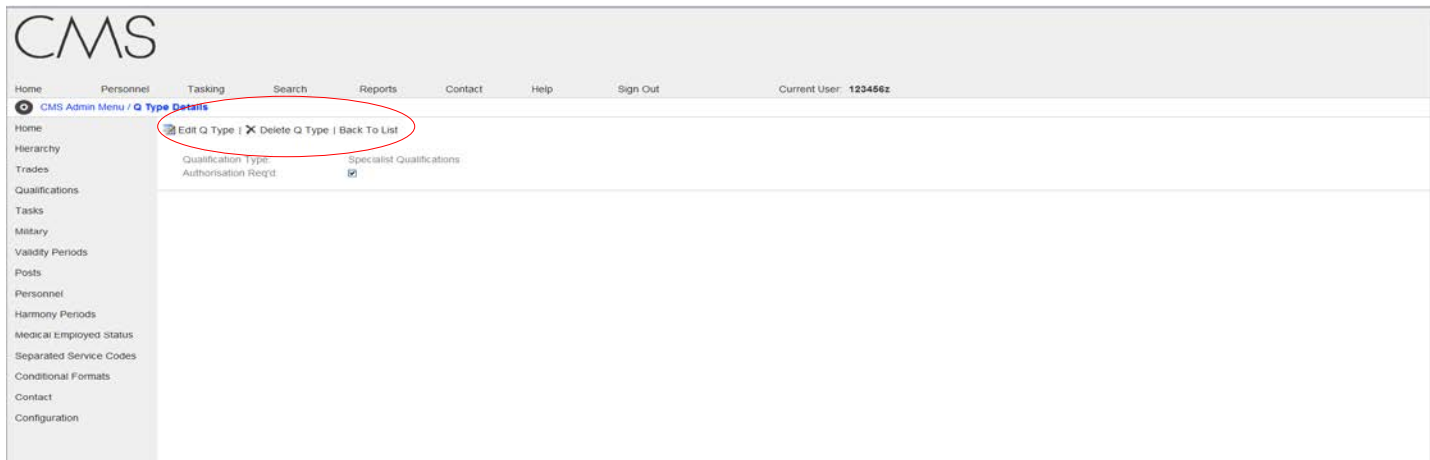 CMS
Home Personnel Tasking Search Reports Contact Help Sign Out Current User: 123456z
CMS Admin Menu / Q Type Details
Home
Hierarchy
Trades
Qualifications
Tasks
Military
Validity Periods
Posts
Personnel
Harmony Periods
Medical Employed Status
Separated Service Codes
Conditional Formats
Contact
Configuration
Edit Q Type | Delete Q Type | Back To List
Qualification Type: Specialist Qualifications
Authorisation Req'd: